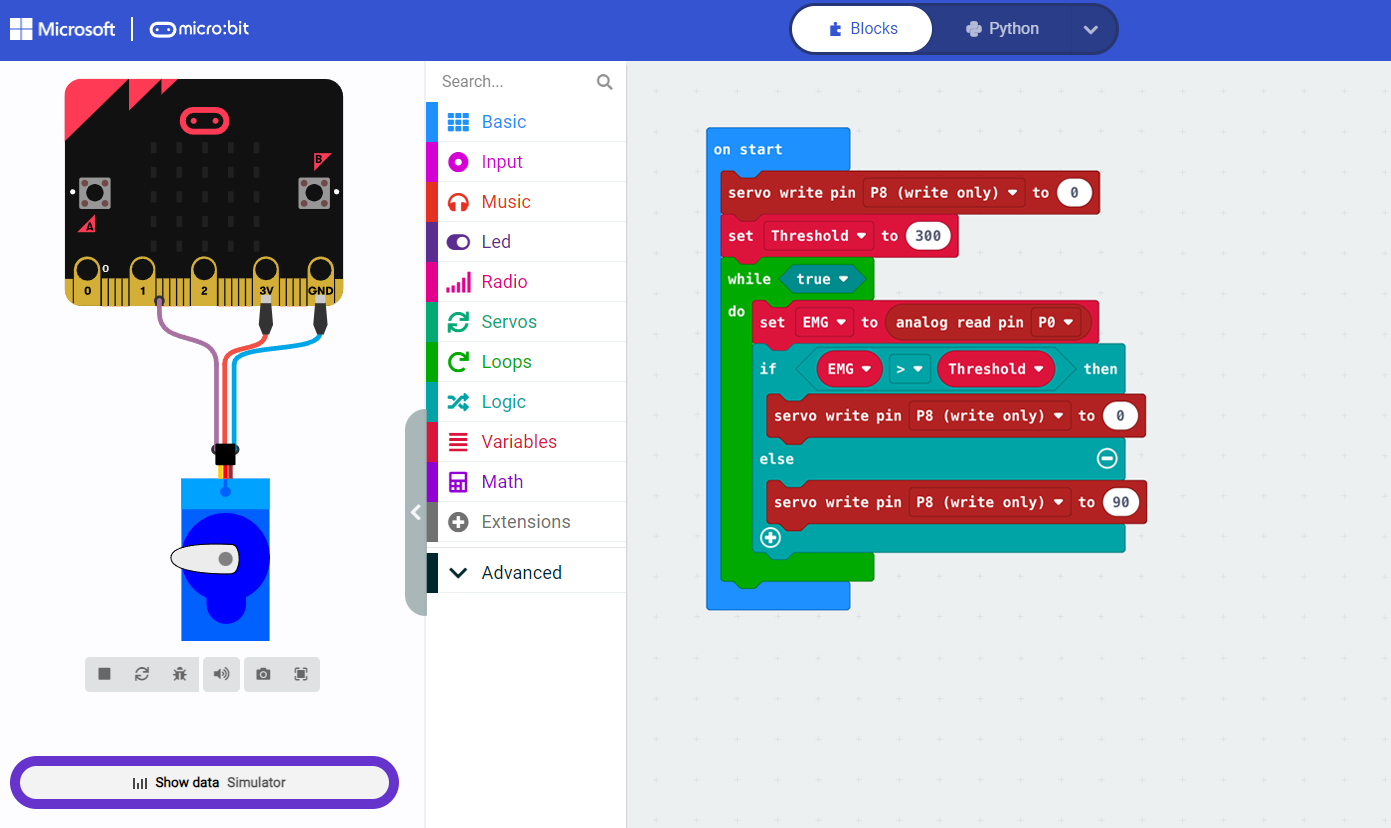 Microsoft
micro:bit
Blocks
Python
B
A
0
0
1
2
3V
GND
Show data Simulator
Search...
Basic
Input
Music
Led
Radio
Servos
Loops
Logic
Variables
Math
Extensions
Advanced
on start
servo write pin P8 (write only) to 0
set Threshold to 300
while true
do
set EMG to analog read pin P0
if EMG > Threshold then
servo write pin P8 (write only) to 0
else
servo write pin P8 (write only) to 90